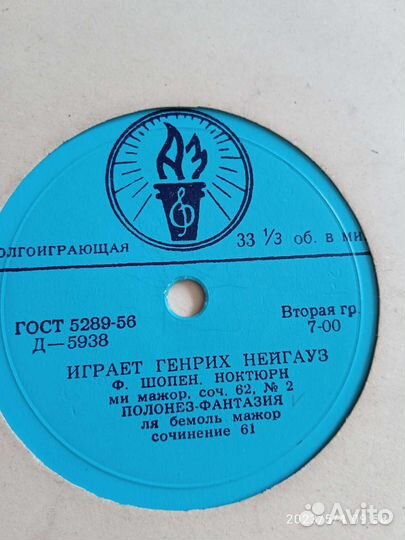 АЗ
ОЛГОИГРАЮЩАЯ 33 1/3 об. в ми
ГОСТ 5289-56
Д—5938
Вторая гр.
7-00
ИГРАЕТ ГЕНРИХ НЕЙГАУЗ
Ф. ШОПЕН. НОКТЮРН
ми мажор, соч. 62, № 2
ПОЛОНЕЗ-ФАНТАЗИЯ
ля бемоль мажор
сочинение 61
Avito